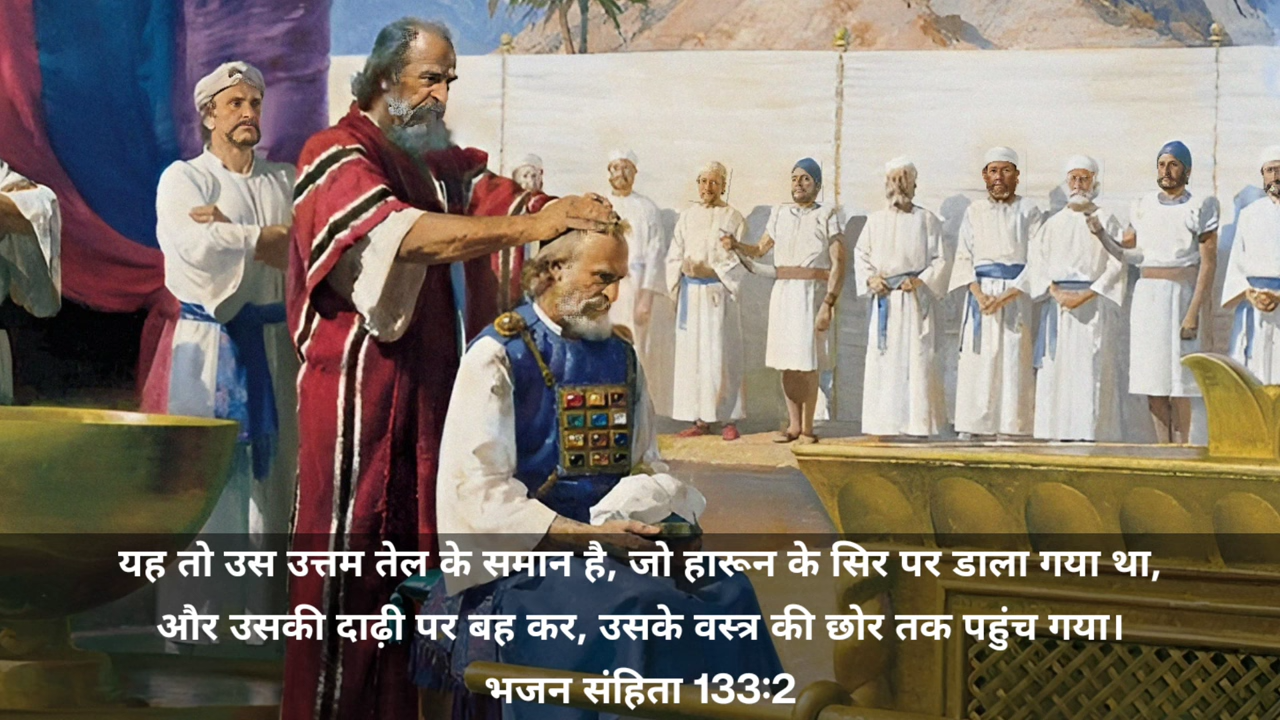 यह तो उस उत्तम तेल के समान है, जो हारून के सिर पर डाला गया था,
और उसकी दाढ़ी पर बह कर, उसके वस्त्र की छोर तक पहुंच गया।
भजन संहिता 133:2